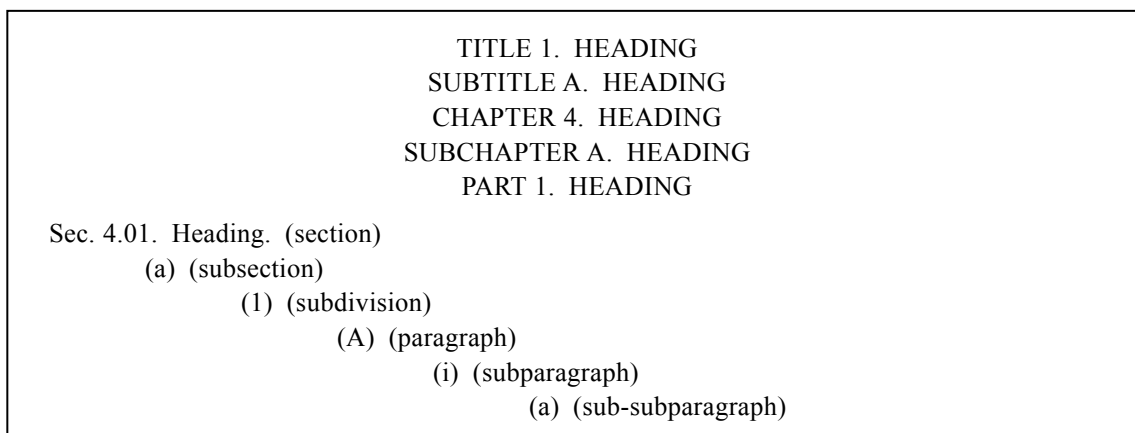 TITLE 1. HEADING
SUBTITLE A. HEADING
CHAPTER 4. HEADING
SUBCHAPTER A. HEADING
PART 1. HEADING
Sec. 4.01. Heading. (section)
(a) (subsection)
(1) (subdivision)
(A) (paragraph)
(i) (subparagraph)
(a) (sub-subparagraph)